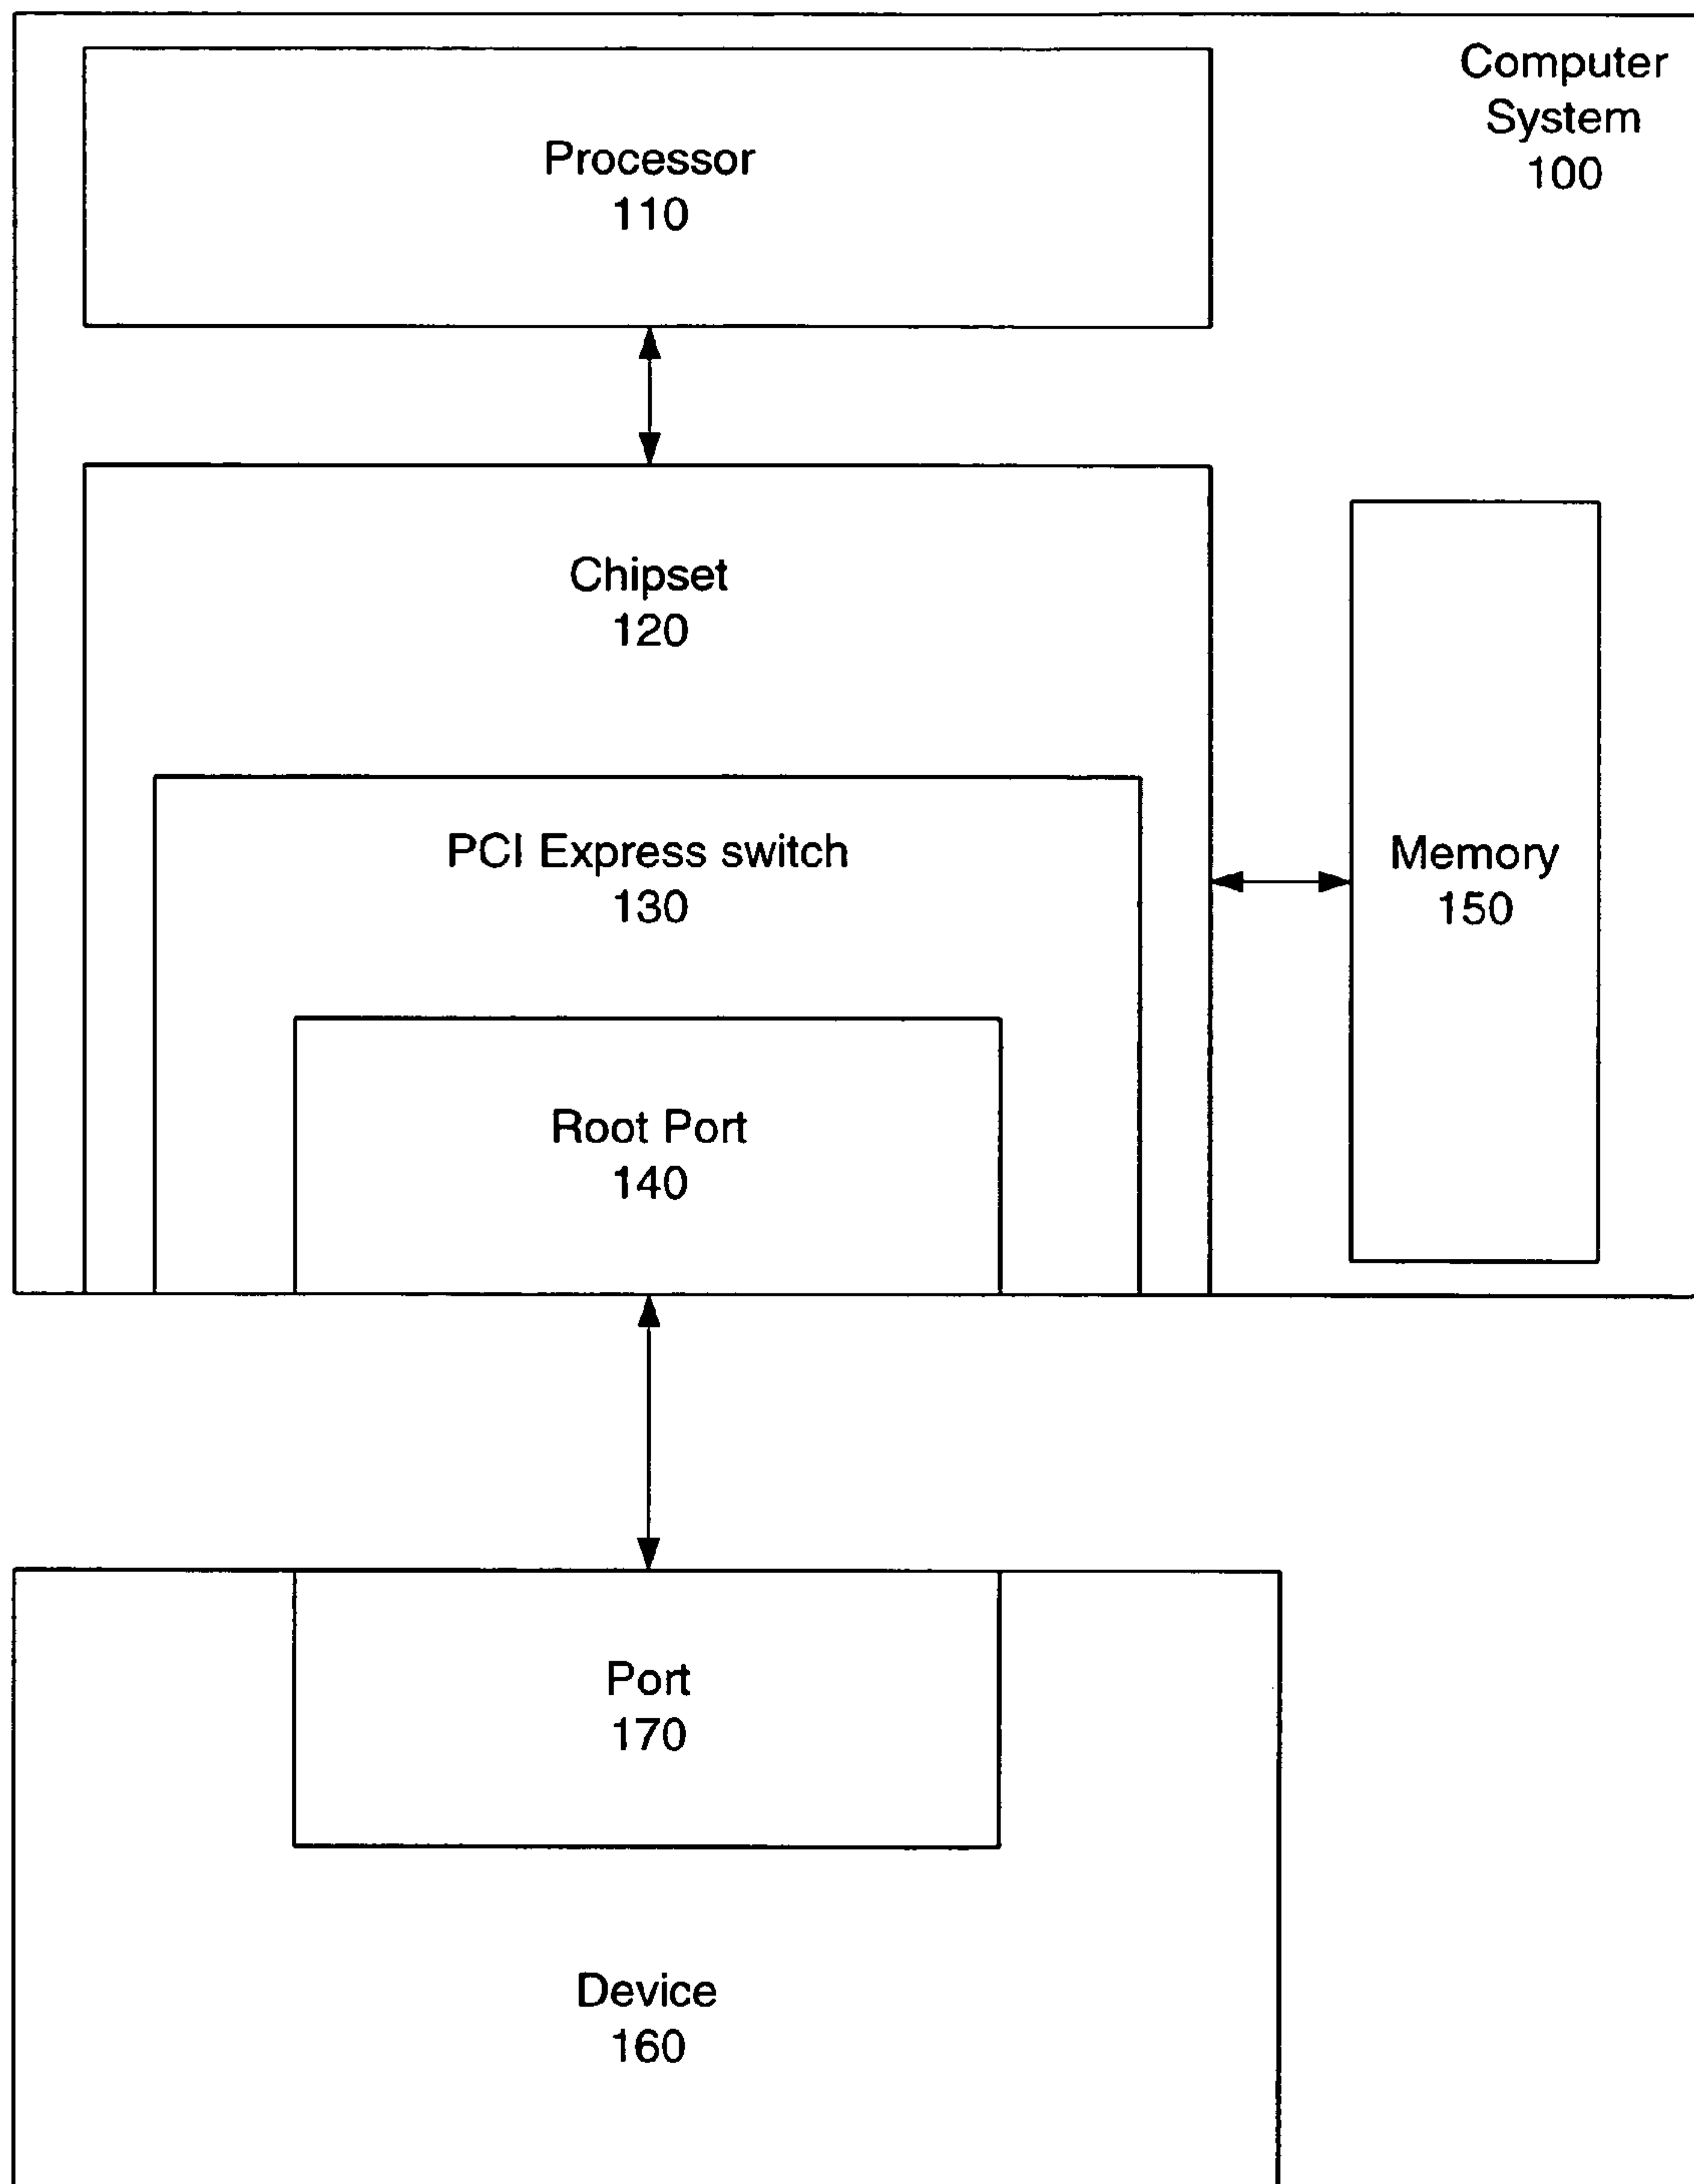 Computer
System
100
Processor
110
Chipset
120
PCI Express switch
130
Memory
150
Root Port
140
Port
170
Device
160